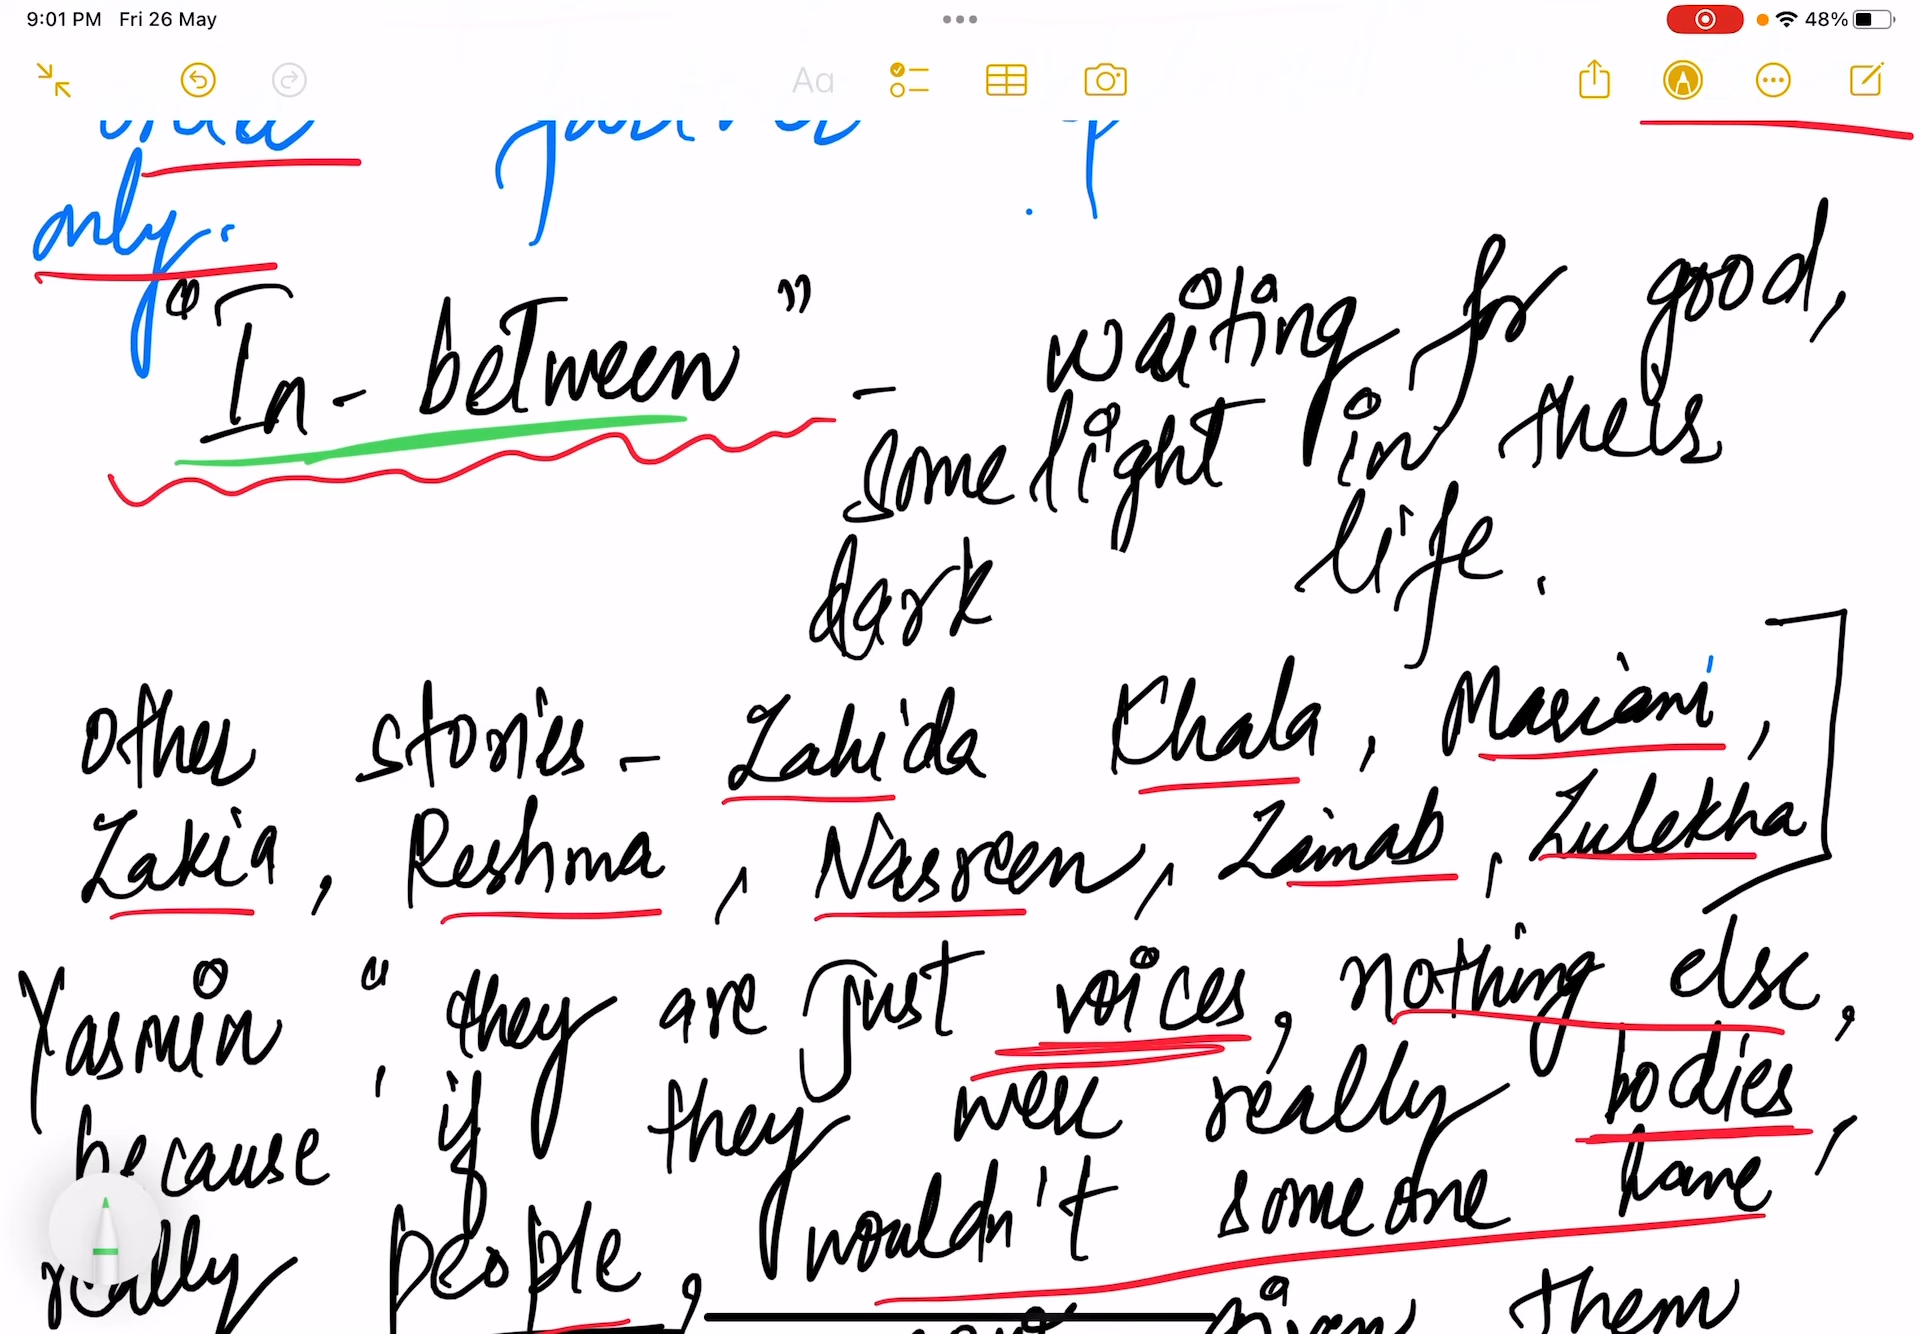 9:01 PM Fri 26 May
48%
Aa
only.
"In-between" - waiting for good,
some light in their
dark life.
Other stories - Zahida Khala, Mariam,
Zakia, Reshma, Nasreen, Zainab, Zulekha
Yasmin, "they are just voices, nothing else,
because if they were really bodies,
really people, wouldn't someone have
given them